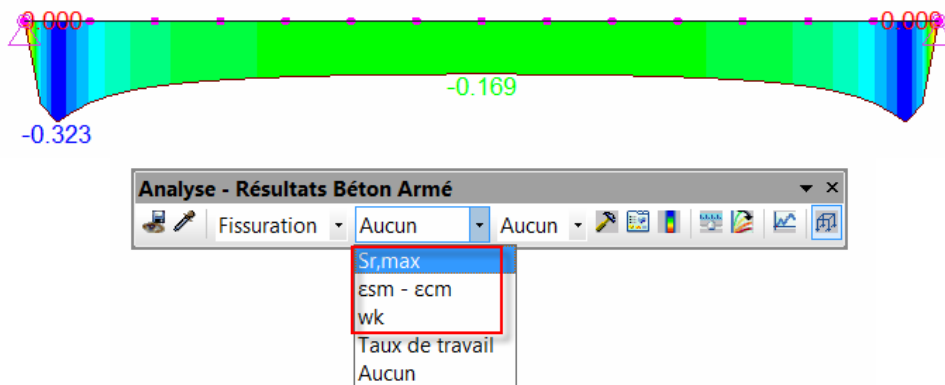 0.000 0.000
-0.169
-0.323
Analyse - Résultats Béton Armé
Fissuration Aucun Aucun
Sr,max
εsm - εcm
wk
Taux de travail
Aucun